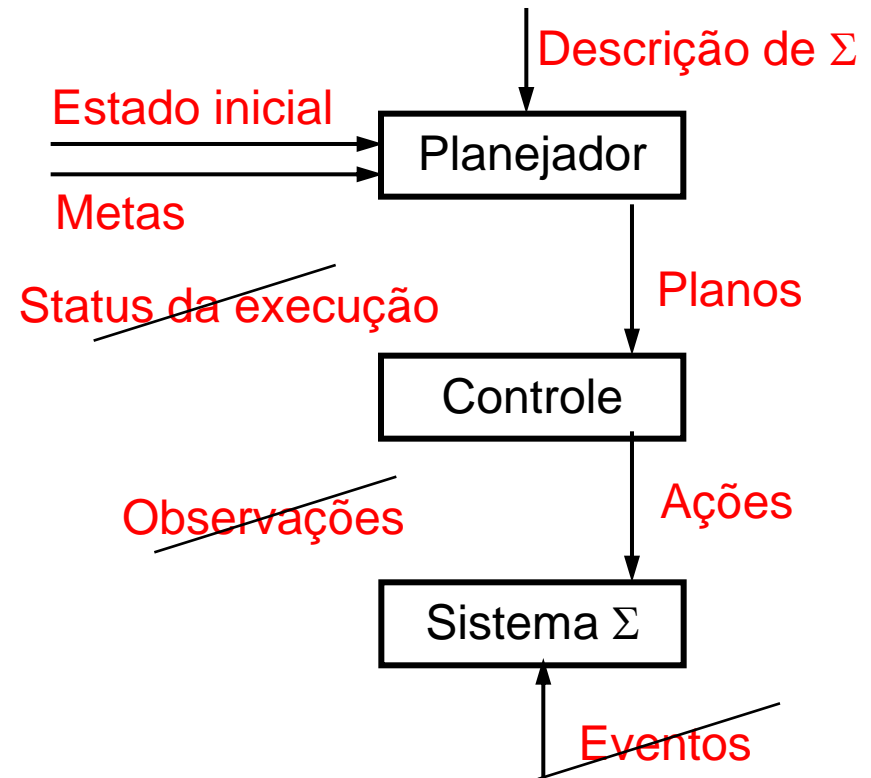 Descrição de Σ
Estado inicial
Planejador
Metas
Status da execução
Planos
Controle
Observações
Ações
Sistema Σ
Eventos